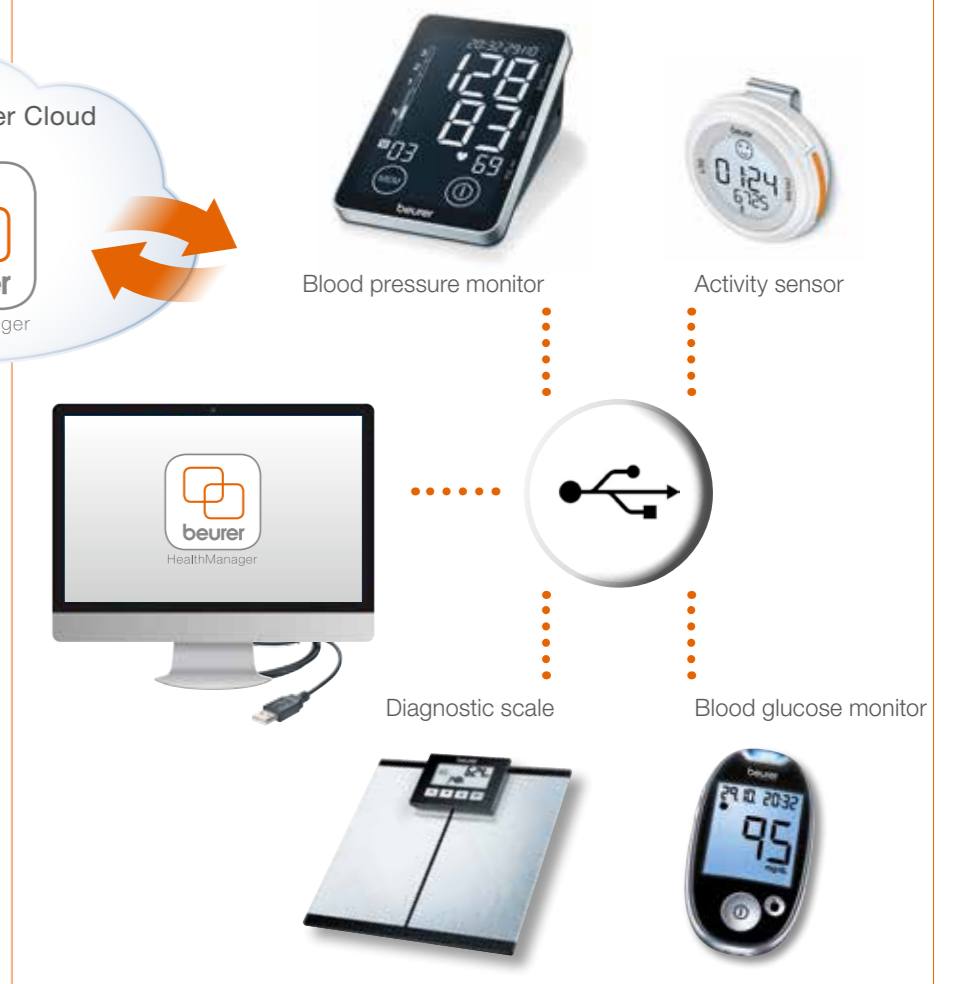 er Cloud
r
ger
20:32 29.10
128
83
03
69
MEM
beurer
beurer
0124
6725
Blood pressure monitor
Activity sensor
beurer
HealthManager
Diagnostic scale
Blood glucose monitor
beurer
beurer
29.10. 20:32
95
mg/dL